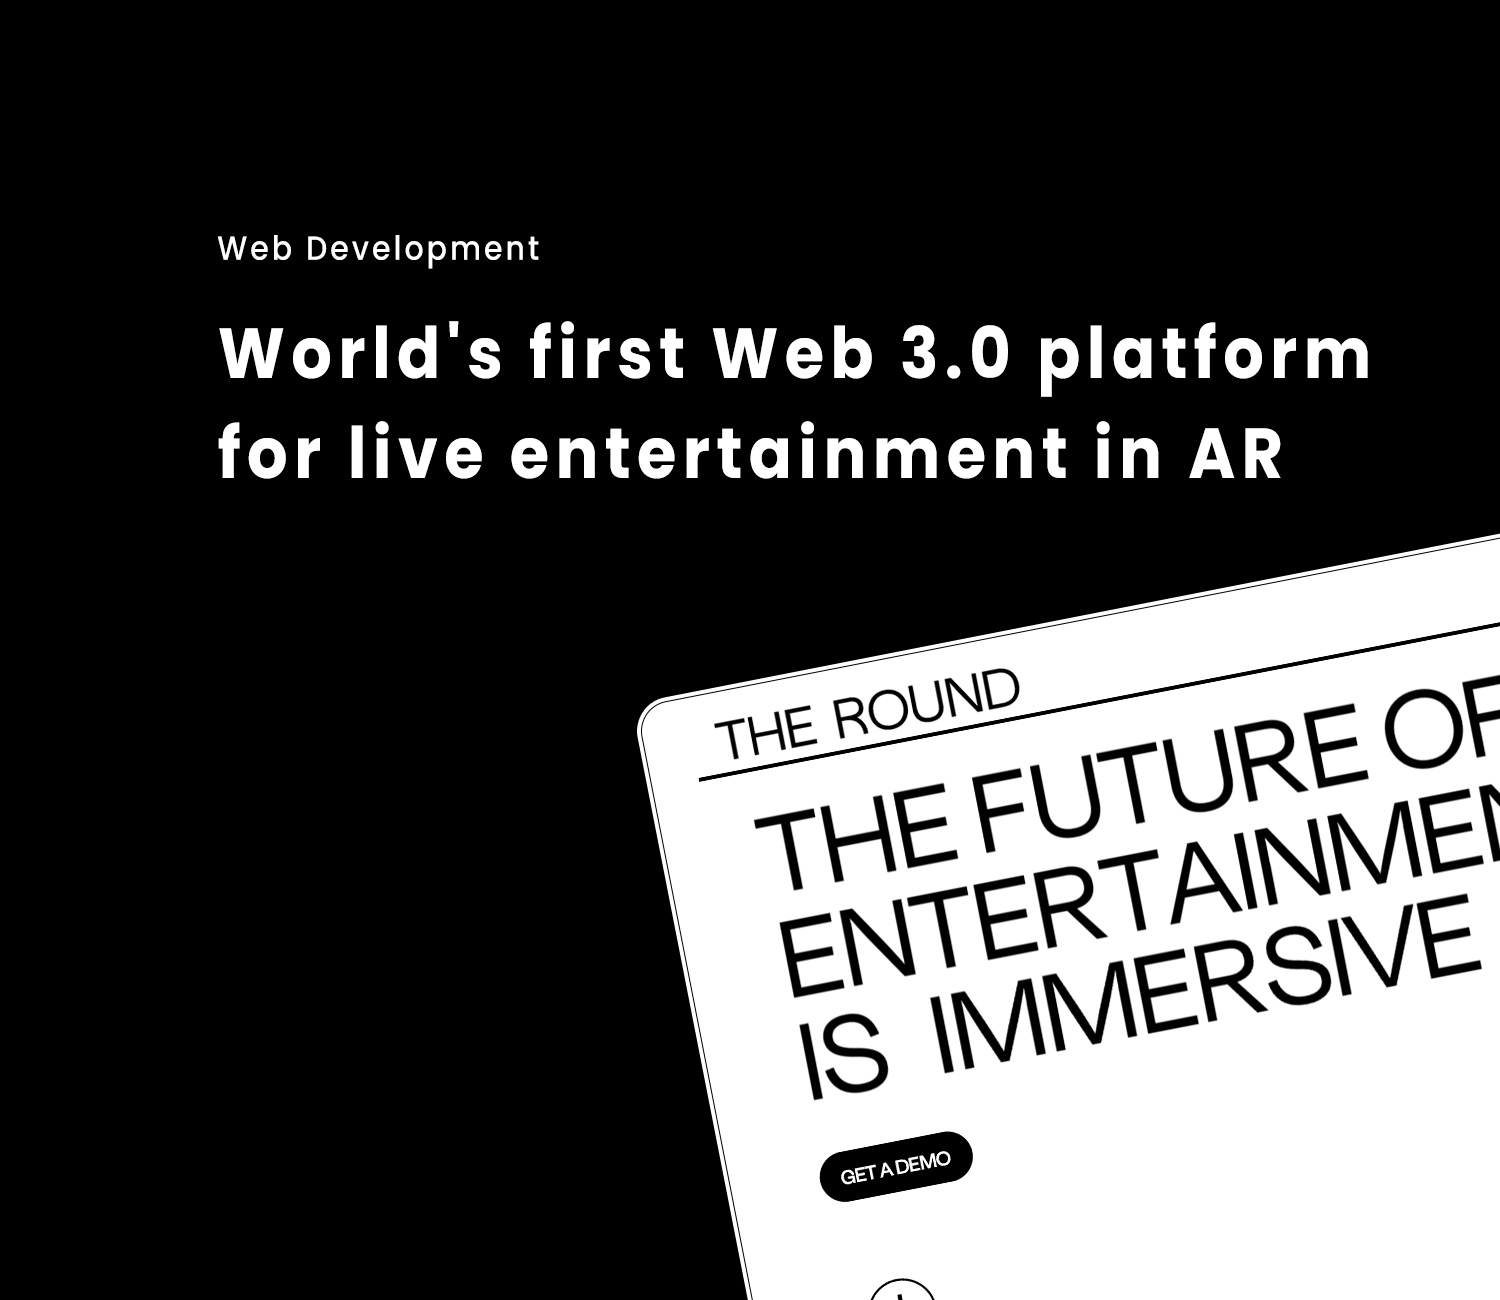 Web Development
World's first Web 3.0 platform
for live entertainment in AR
THE ROUND
THE FUTURE OF
IS IMMERSIVE
GET A DEMO